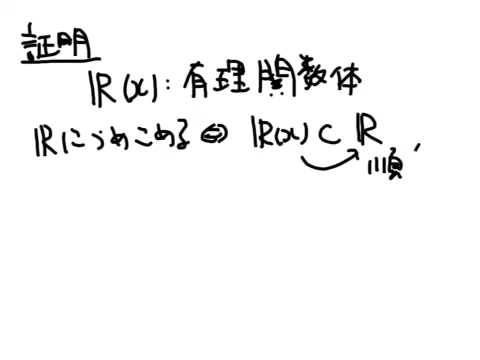 証明
ℝ(x): 有理関数体
ℝにうめこめる ⇔ ℝ(x) ⊂ ℝ
順